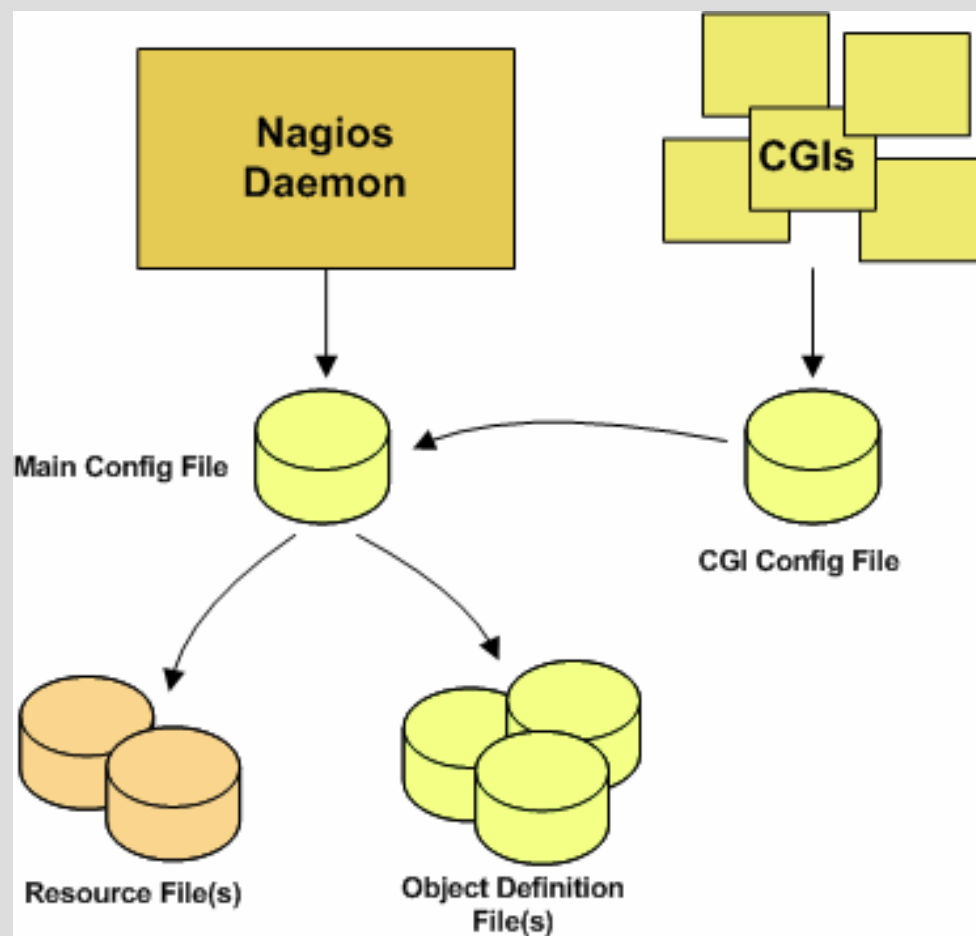 Nagios
Daemon
CGIs
Main Config File
CGI Config File
Resource File(s)
Object Definition
File(s)